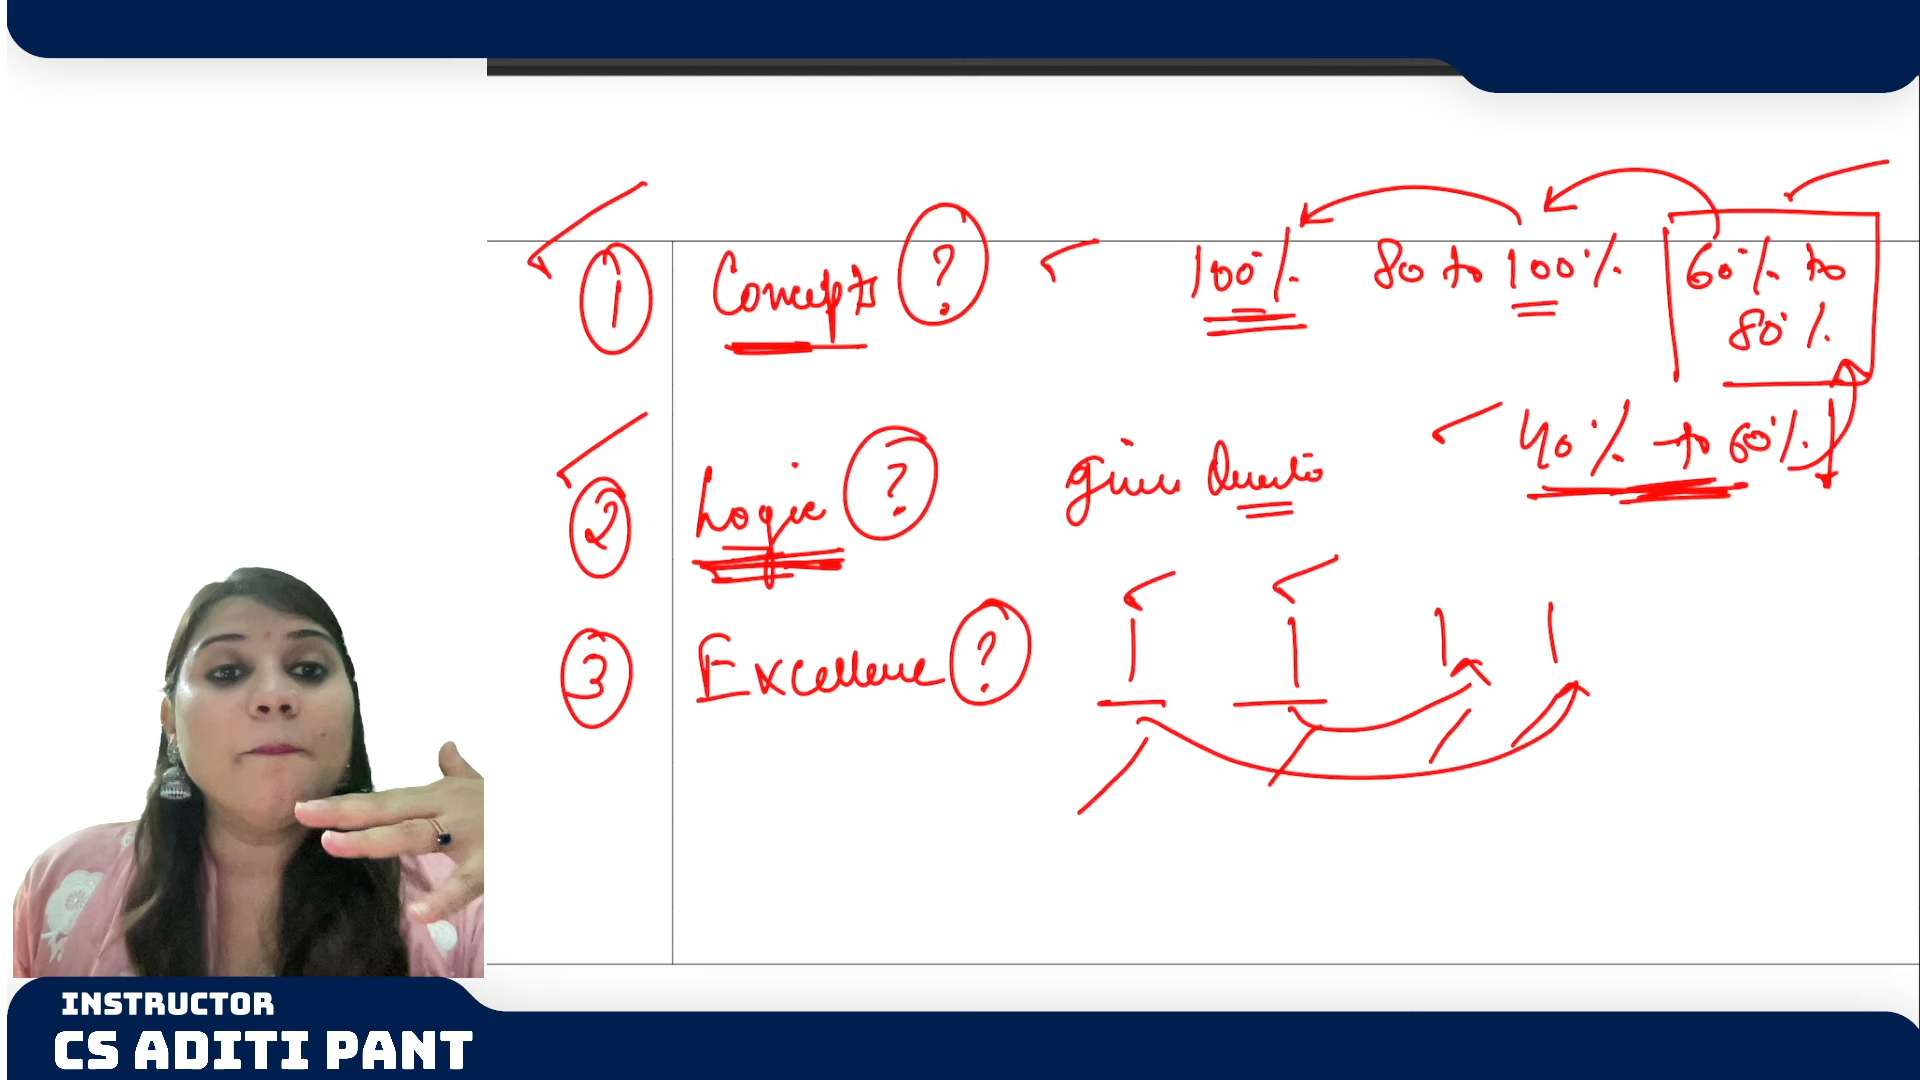 ① Concepts ? 100% 80 to 100% 60% to
80%
40% to 60%
② Logic ? given
③ Excellence ?
INSTRUCTOR
CS ADITI PANT